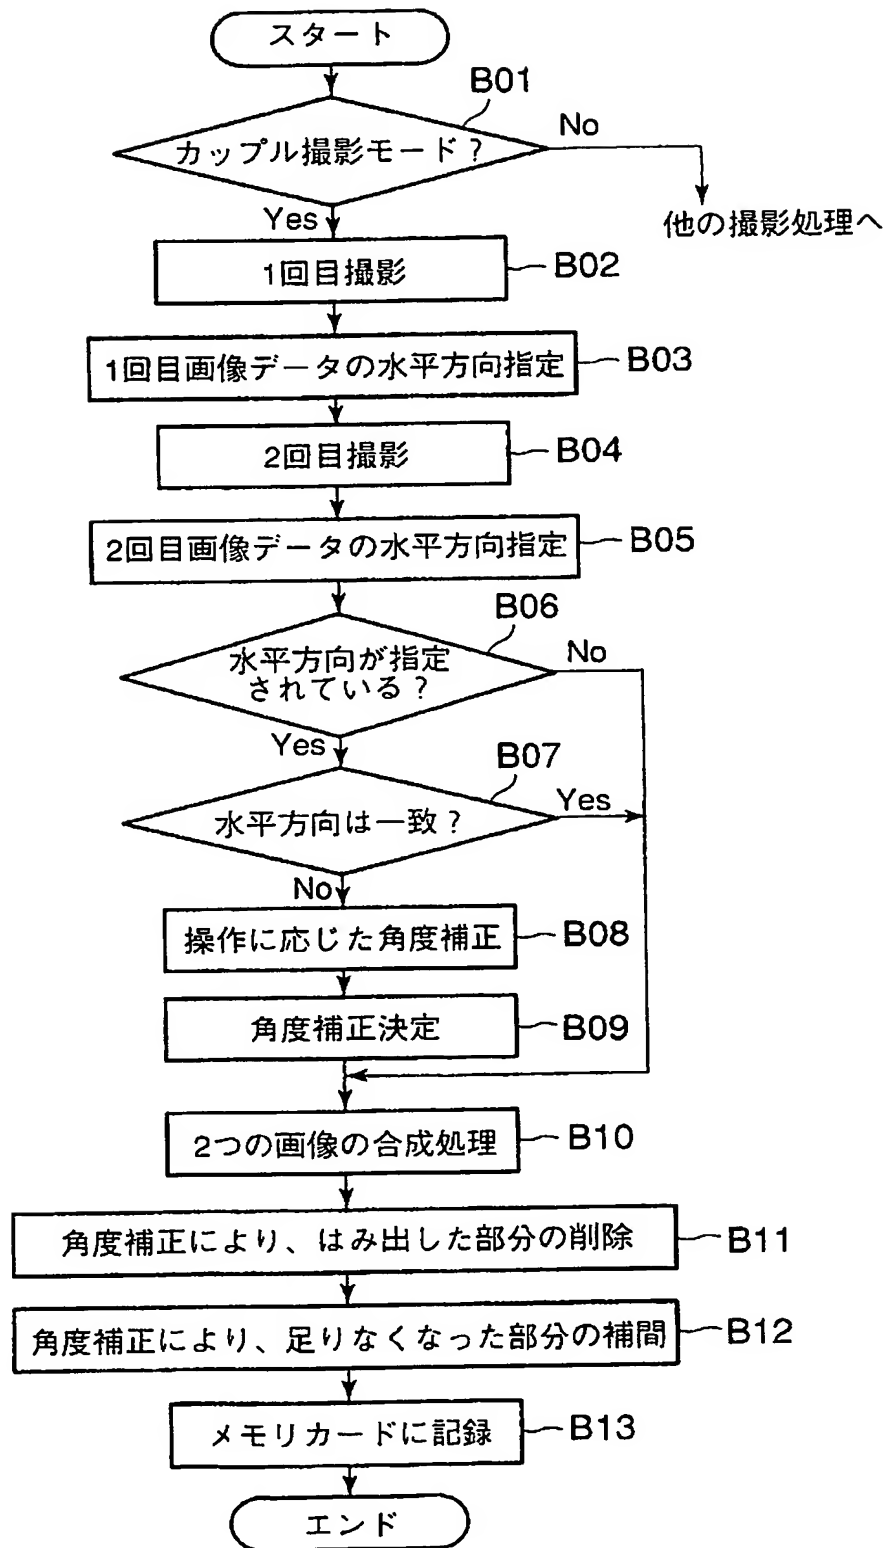 スタート
B01
カップル撮影モード?
No
Yes
他の撮影処理へ
1回目撮影
B02
1回目画像データの水平方向指定
B03
2回目撮影
B04
2回目画像データの水平方向指定
B05
B06
水平方向が指定
されている?
No
Yes
B07
水平方向は一致?
Yes
No
操作に応じた角度補正
B08
角度補正決定
B09
2つの画像の合成処理
B10
角度補正により、はみ出した部分の削除
B11
角度補正により、足りなくなった部分の補間
B12
メモリカードに記録
B13
エンド